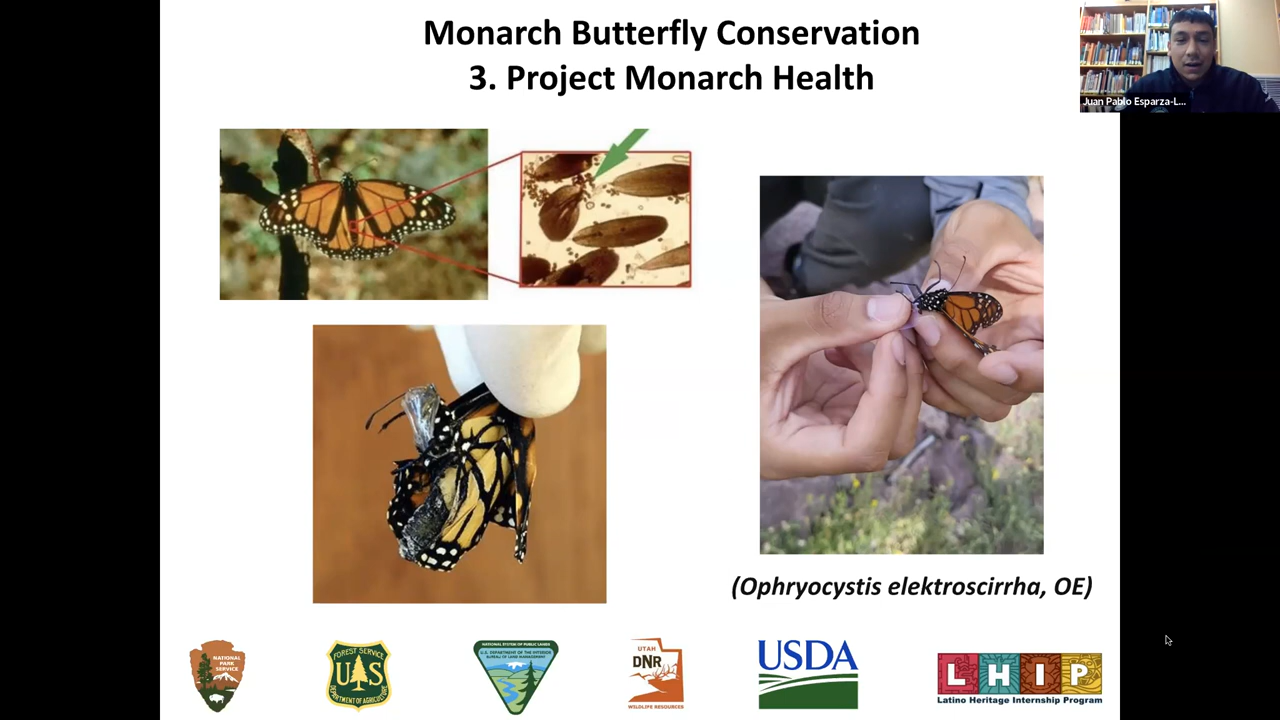 Monarch Butterfly Conservation
3. Project Monarch Health
Juan Pablo Esparza-L...
(Ophryocystis elektroscirrha, OE)
NATIONAL
PARK
SERVICE
FOREST SERVICE
U S
DEPARTMENT OF AGRICULTURE
NATIONAL SYSTEM OF PUBLIC LANDS
U.S. DEPARTMENT OF THE INTERIOR
BUREAU OF LAND MANAGEMENT
UTAH
DNR
WILDLIFE RESOURCES
USDA
LHIP
Latino Heritage Internship Program